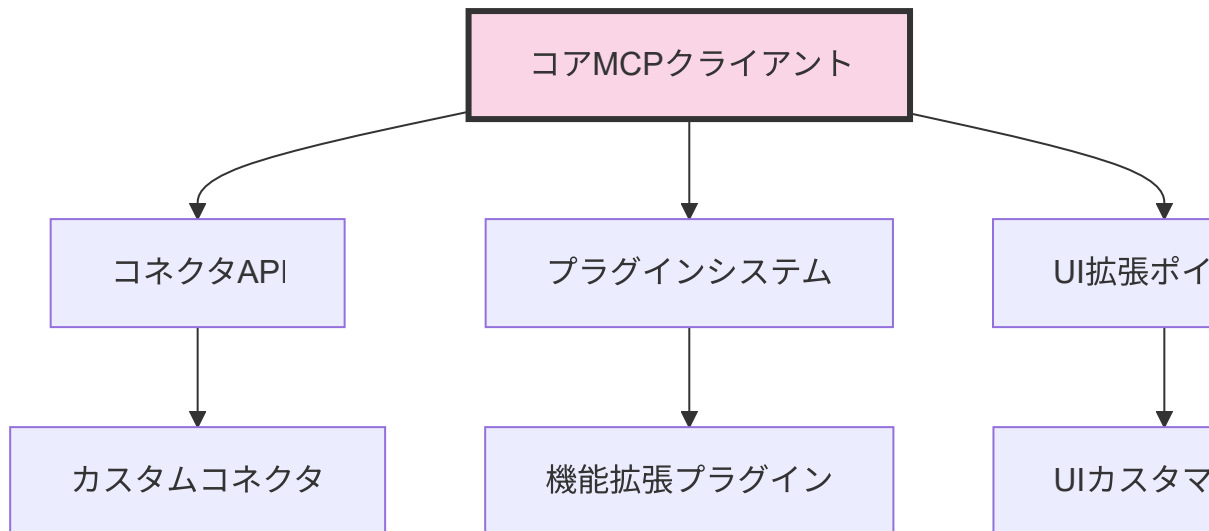 コアMCPクライアント
コネクタAPI
プラグインシステム
UI拡張ポイ
カスタムコネクタ
機能拡張プラグイン
UIカスタマ